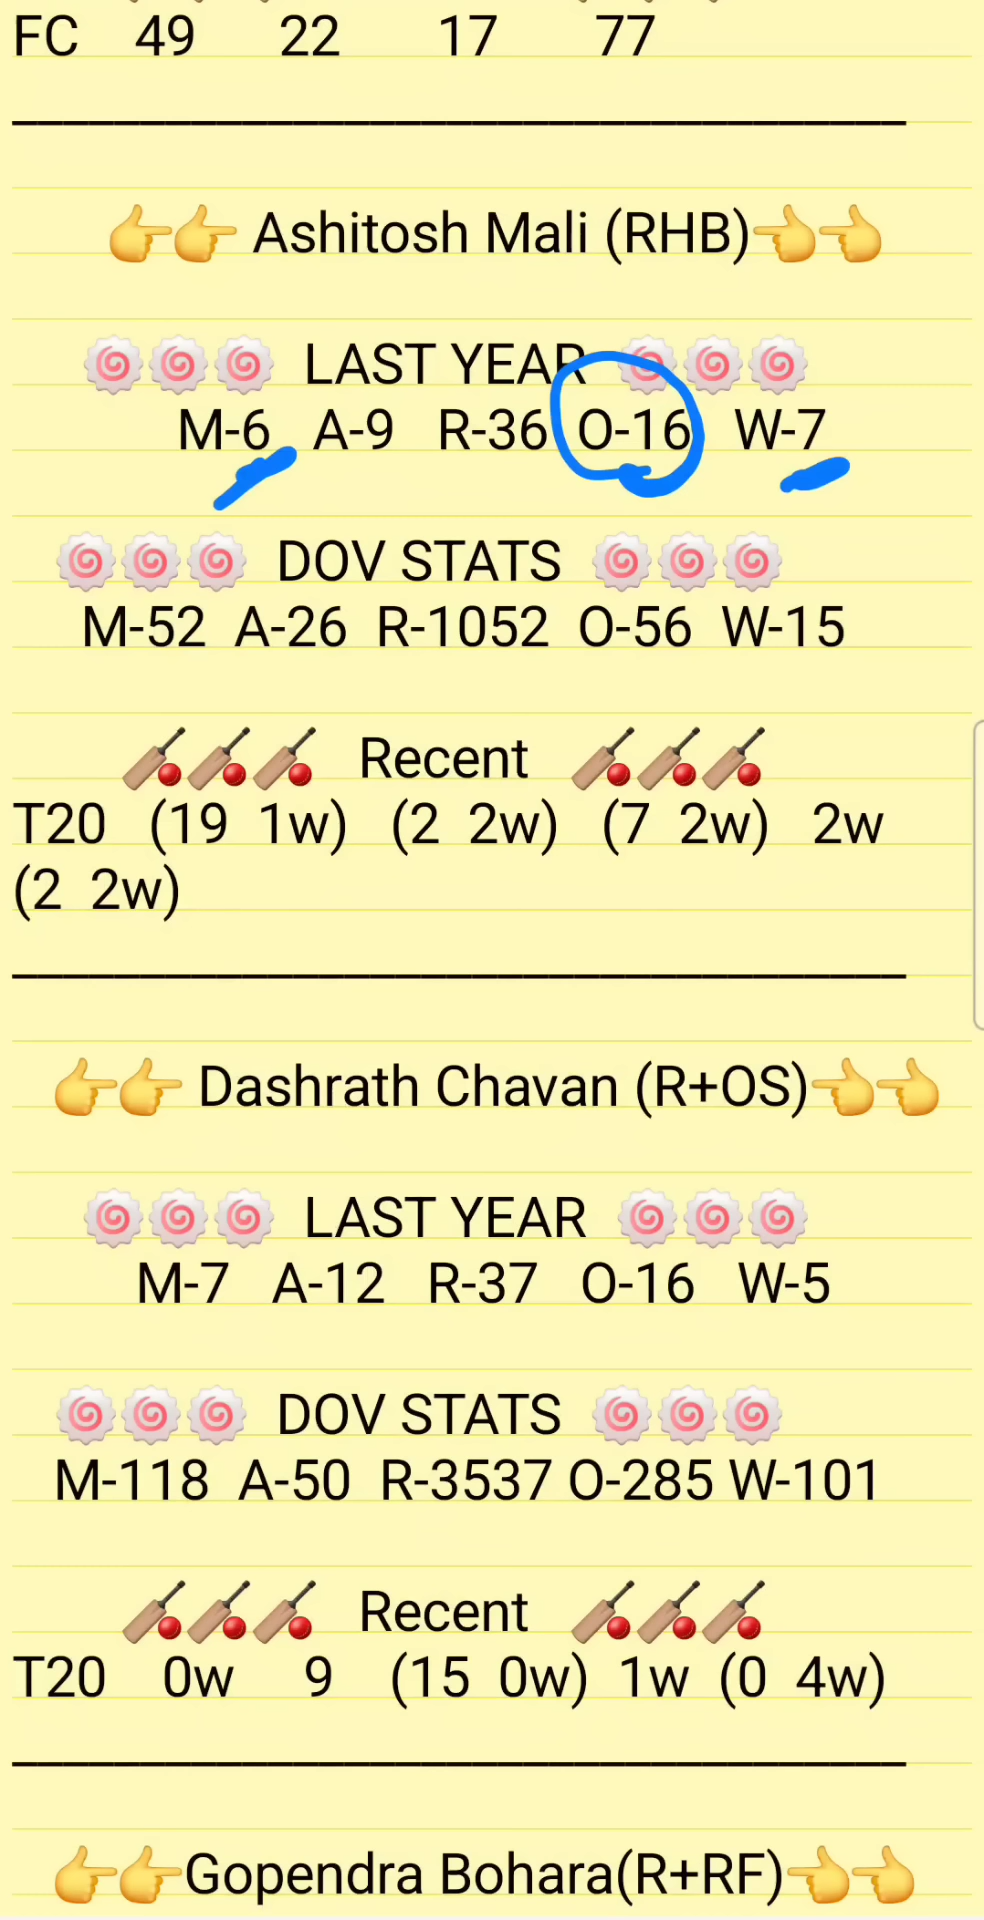 FC 49 22 17 77
👉👉 Ashitosh Mali (RHB)👈👈
🍥🍥🍥 LAST YEAR 🍥🍥🍥
M-6 A-9 R-36 O-16 W-7
🍥🍥🍥 DOV STATS 🍥🍥🍥
M-52 A-26 R-1052 O-56 W-15
🏏🏏🏏 Recent 🏏🏏🏏
T20 (19 1w) (2 2w) (7 2w) 2w
(2 2w)
👉👉 Dashrath Chavan (R+OS)👈👈
🍥🍥🍥 LAST YEAR 🍥🍥🍥
M-7 A-12 R-37 O-16 W-5
🍥🍥🍥 DOV STATS 🍥🍥🍥
M-118 A-50 R-3537 O-285 W-101
🏏🏏🏏 Recent 🏏🏏🏏
T20 0w 9 (15 0w) 1w (0 4w)
👉👉Gopendra Bohara(R+RF)👈👈